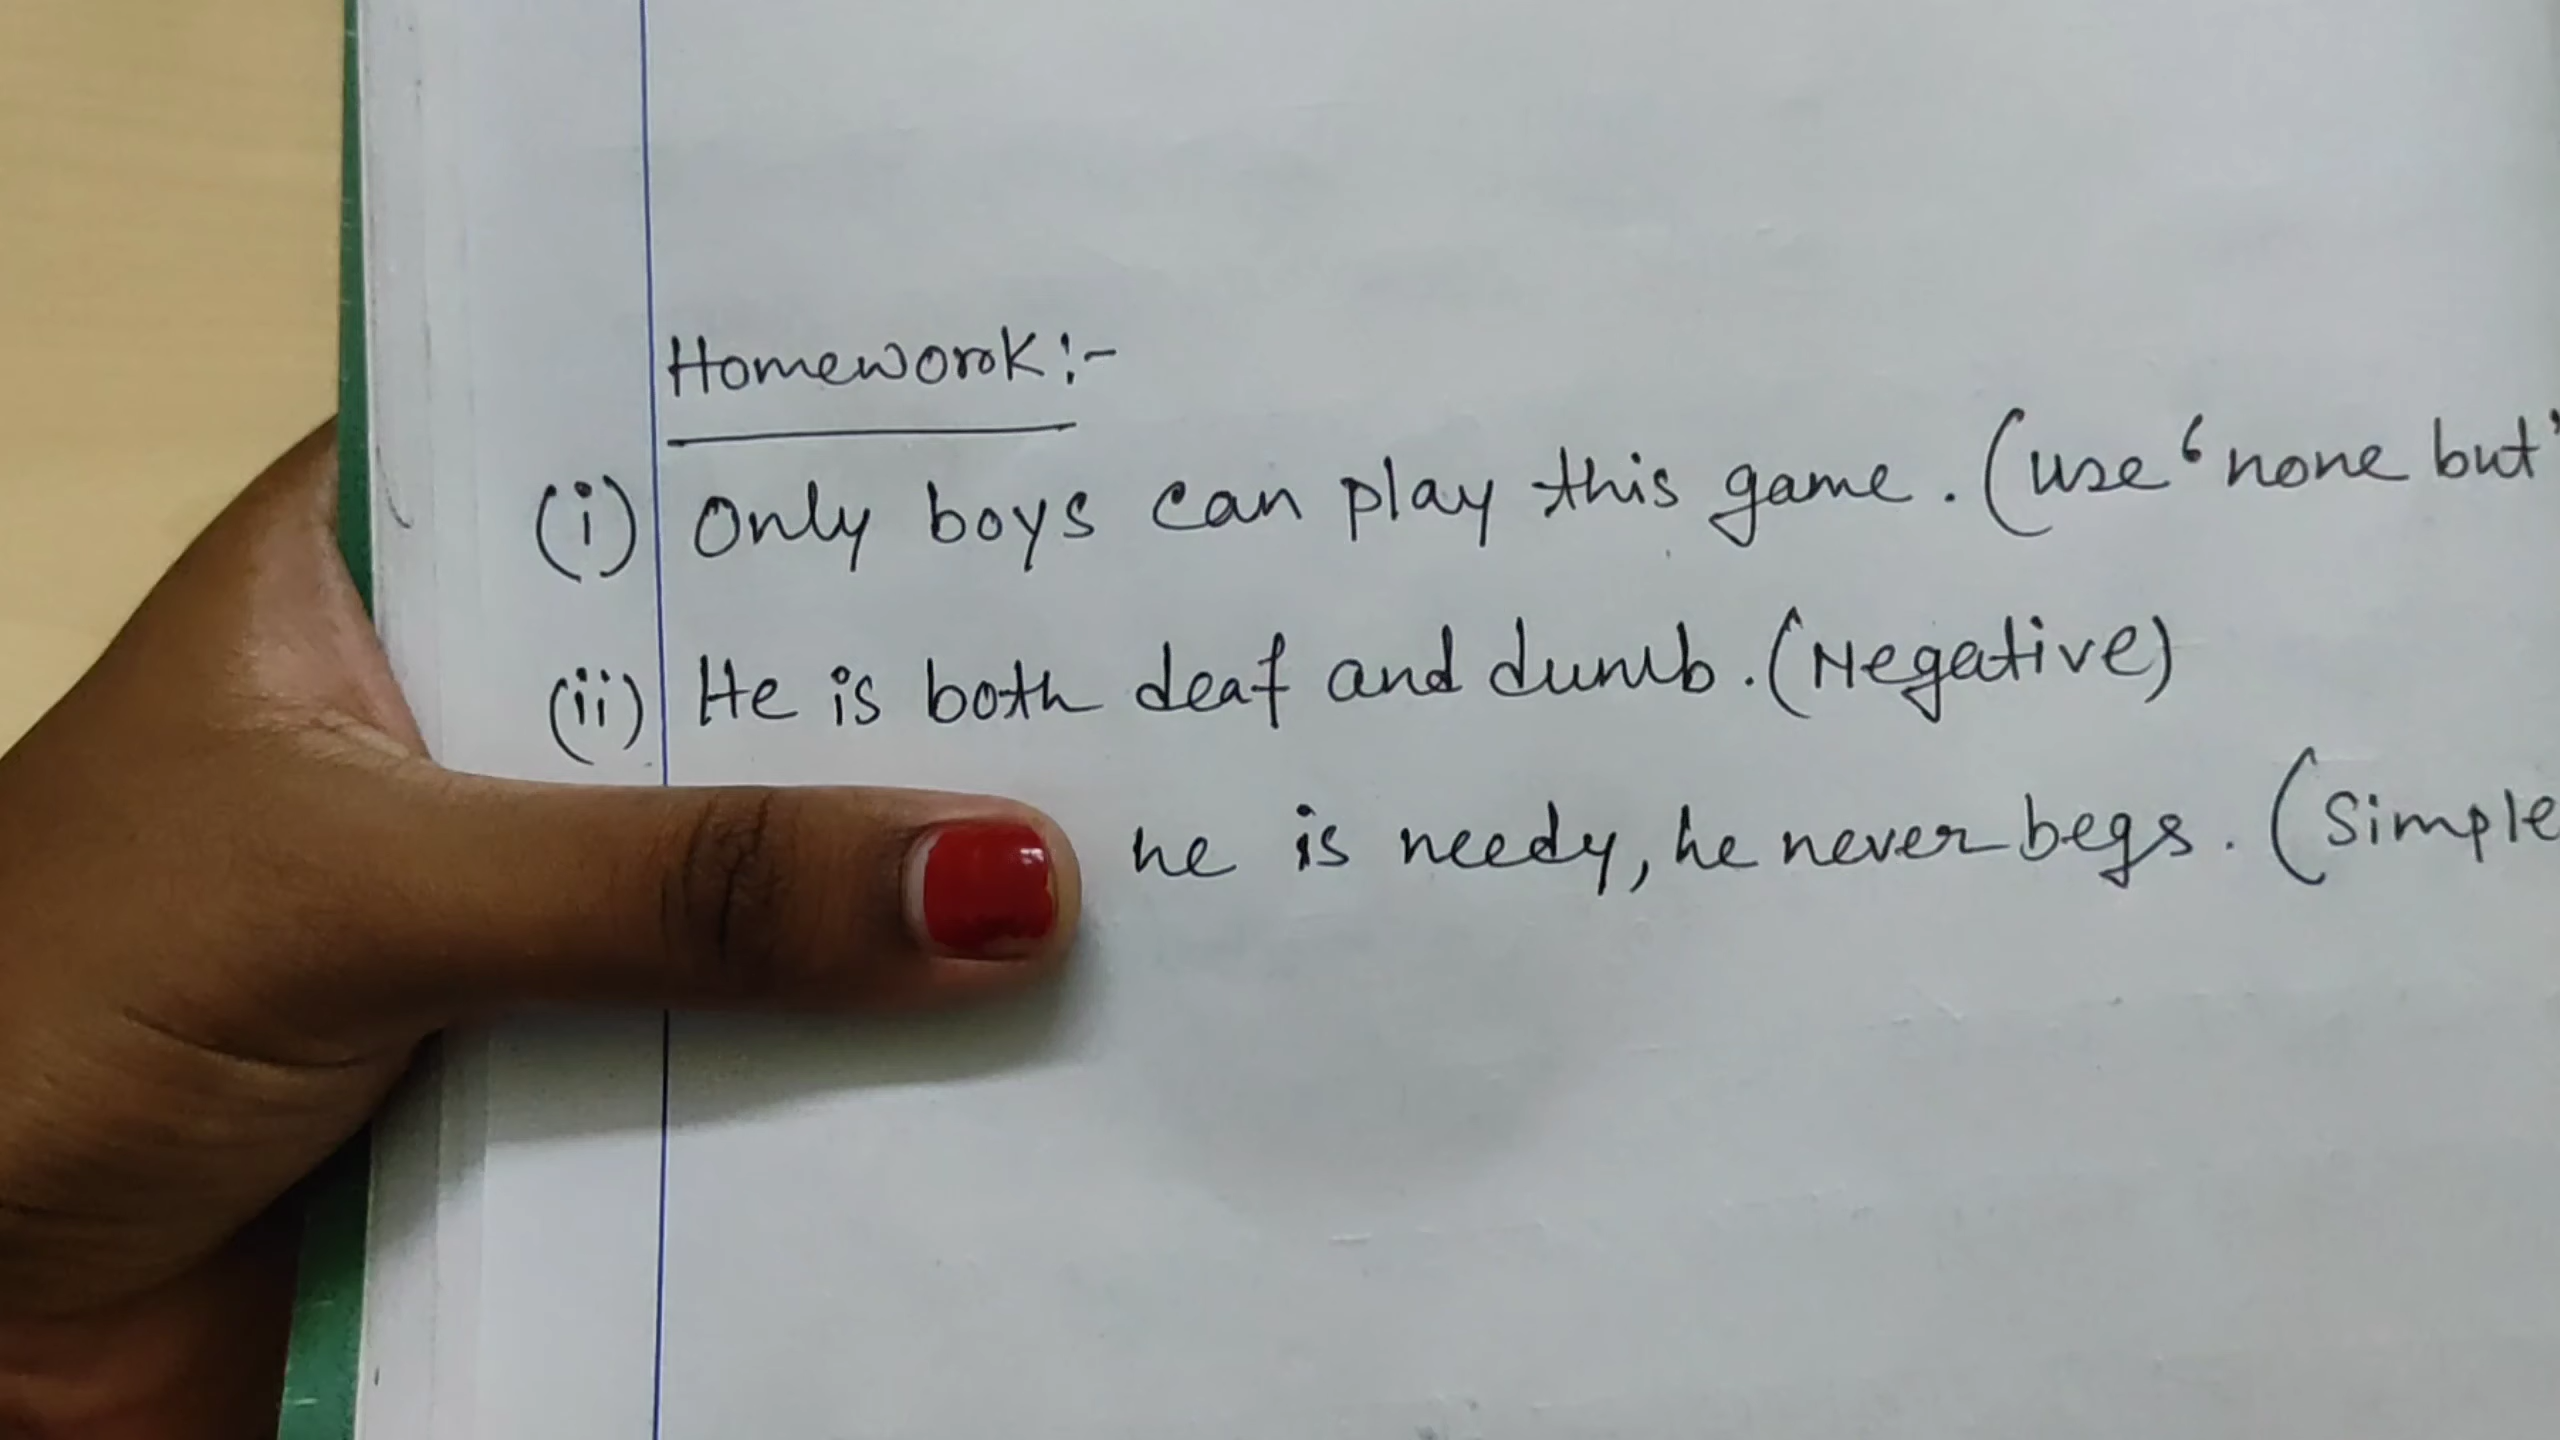 Homework :-
(i) Only boys can play this game. (use 'none but'
(ii) He is both deaf and dumb. (Negative)
he is needy, he never begs. (Simple